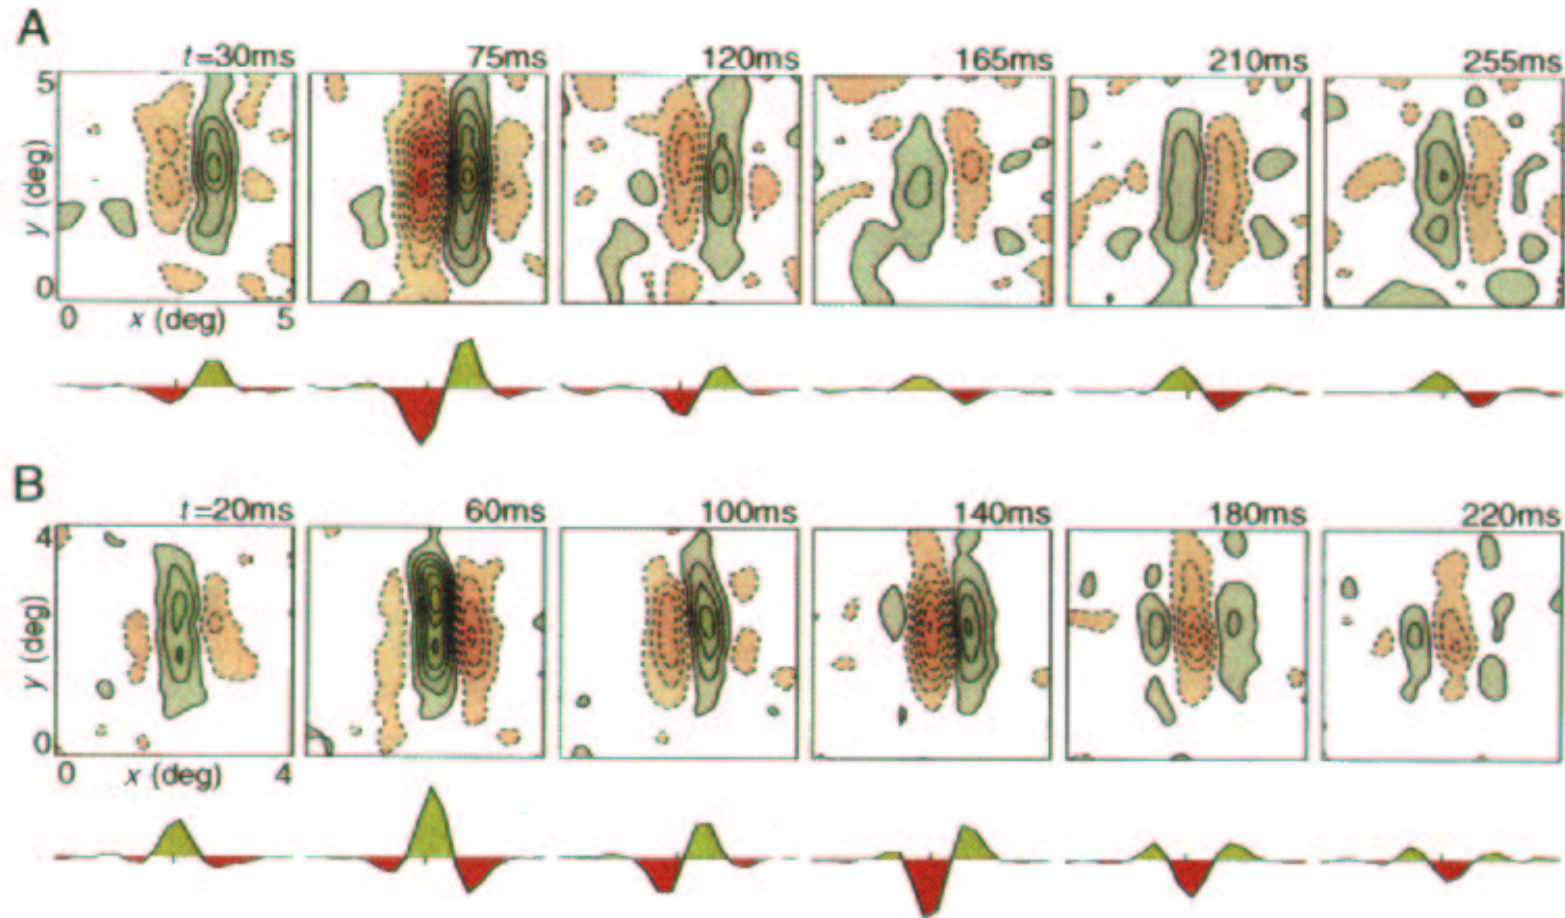 A
t=30ms 75ms 120ms 165ms 210ms 255ms
5
y (deg)
0
0 x (deg) 5
B
t=20ms 60ms 100ms 140ms 180ms 220ms
4
y (deg)
0
0 x (deg) 4